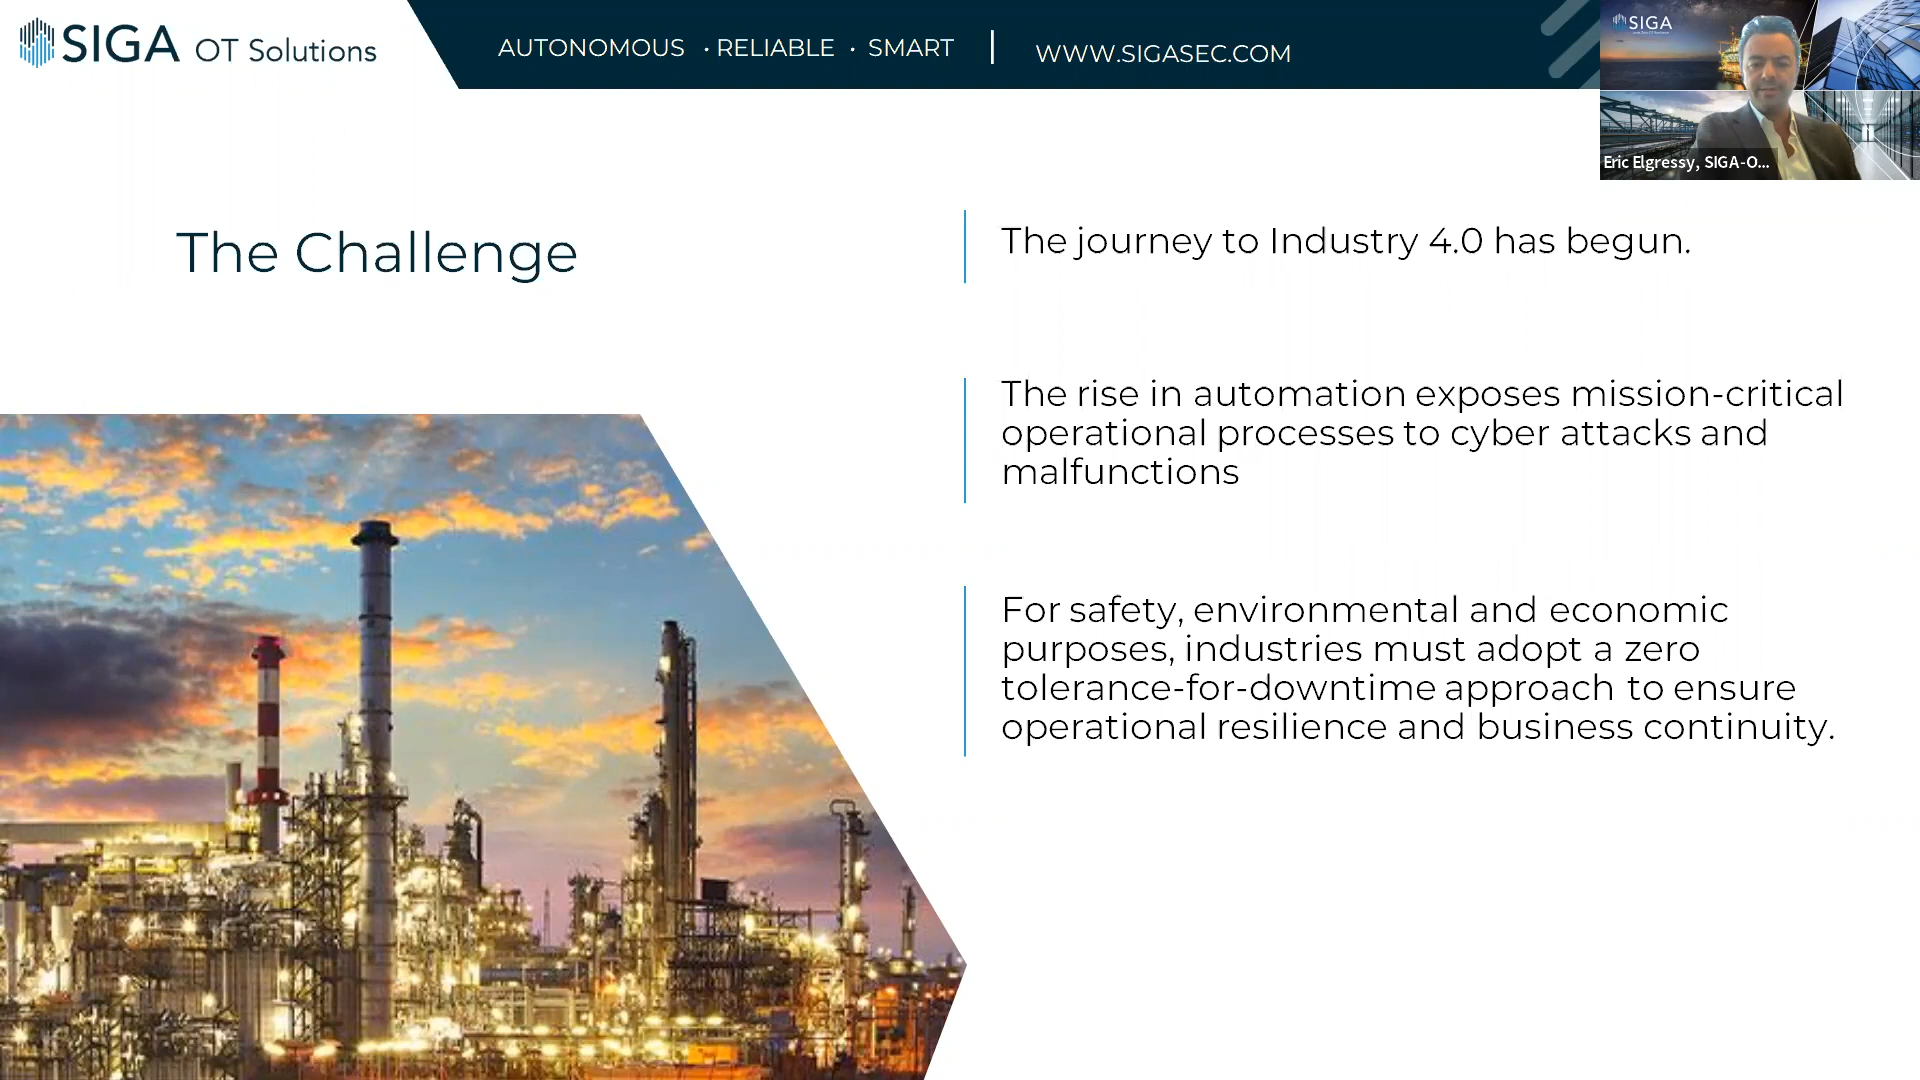 SIGA OT Solutions
AUTONOMOUS · RELIABLE · SMART
WWW.SIGASEC.COM
SIGA
Eric Elgressy, SIGA-O...
The Challenge
The journey to Industry 4.0 has begun.
The rise in automation exposes mission-critical
operational processes to cyber attacks and
malfunctions
For safety, environmental and economic
purposes, industries must adopt a zero
tolerance-for-downtime approach to ensure
operational resilience and business continuity.